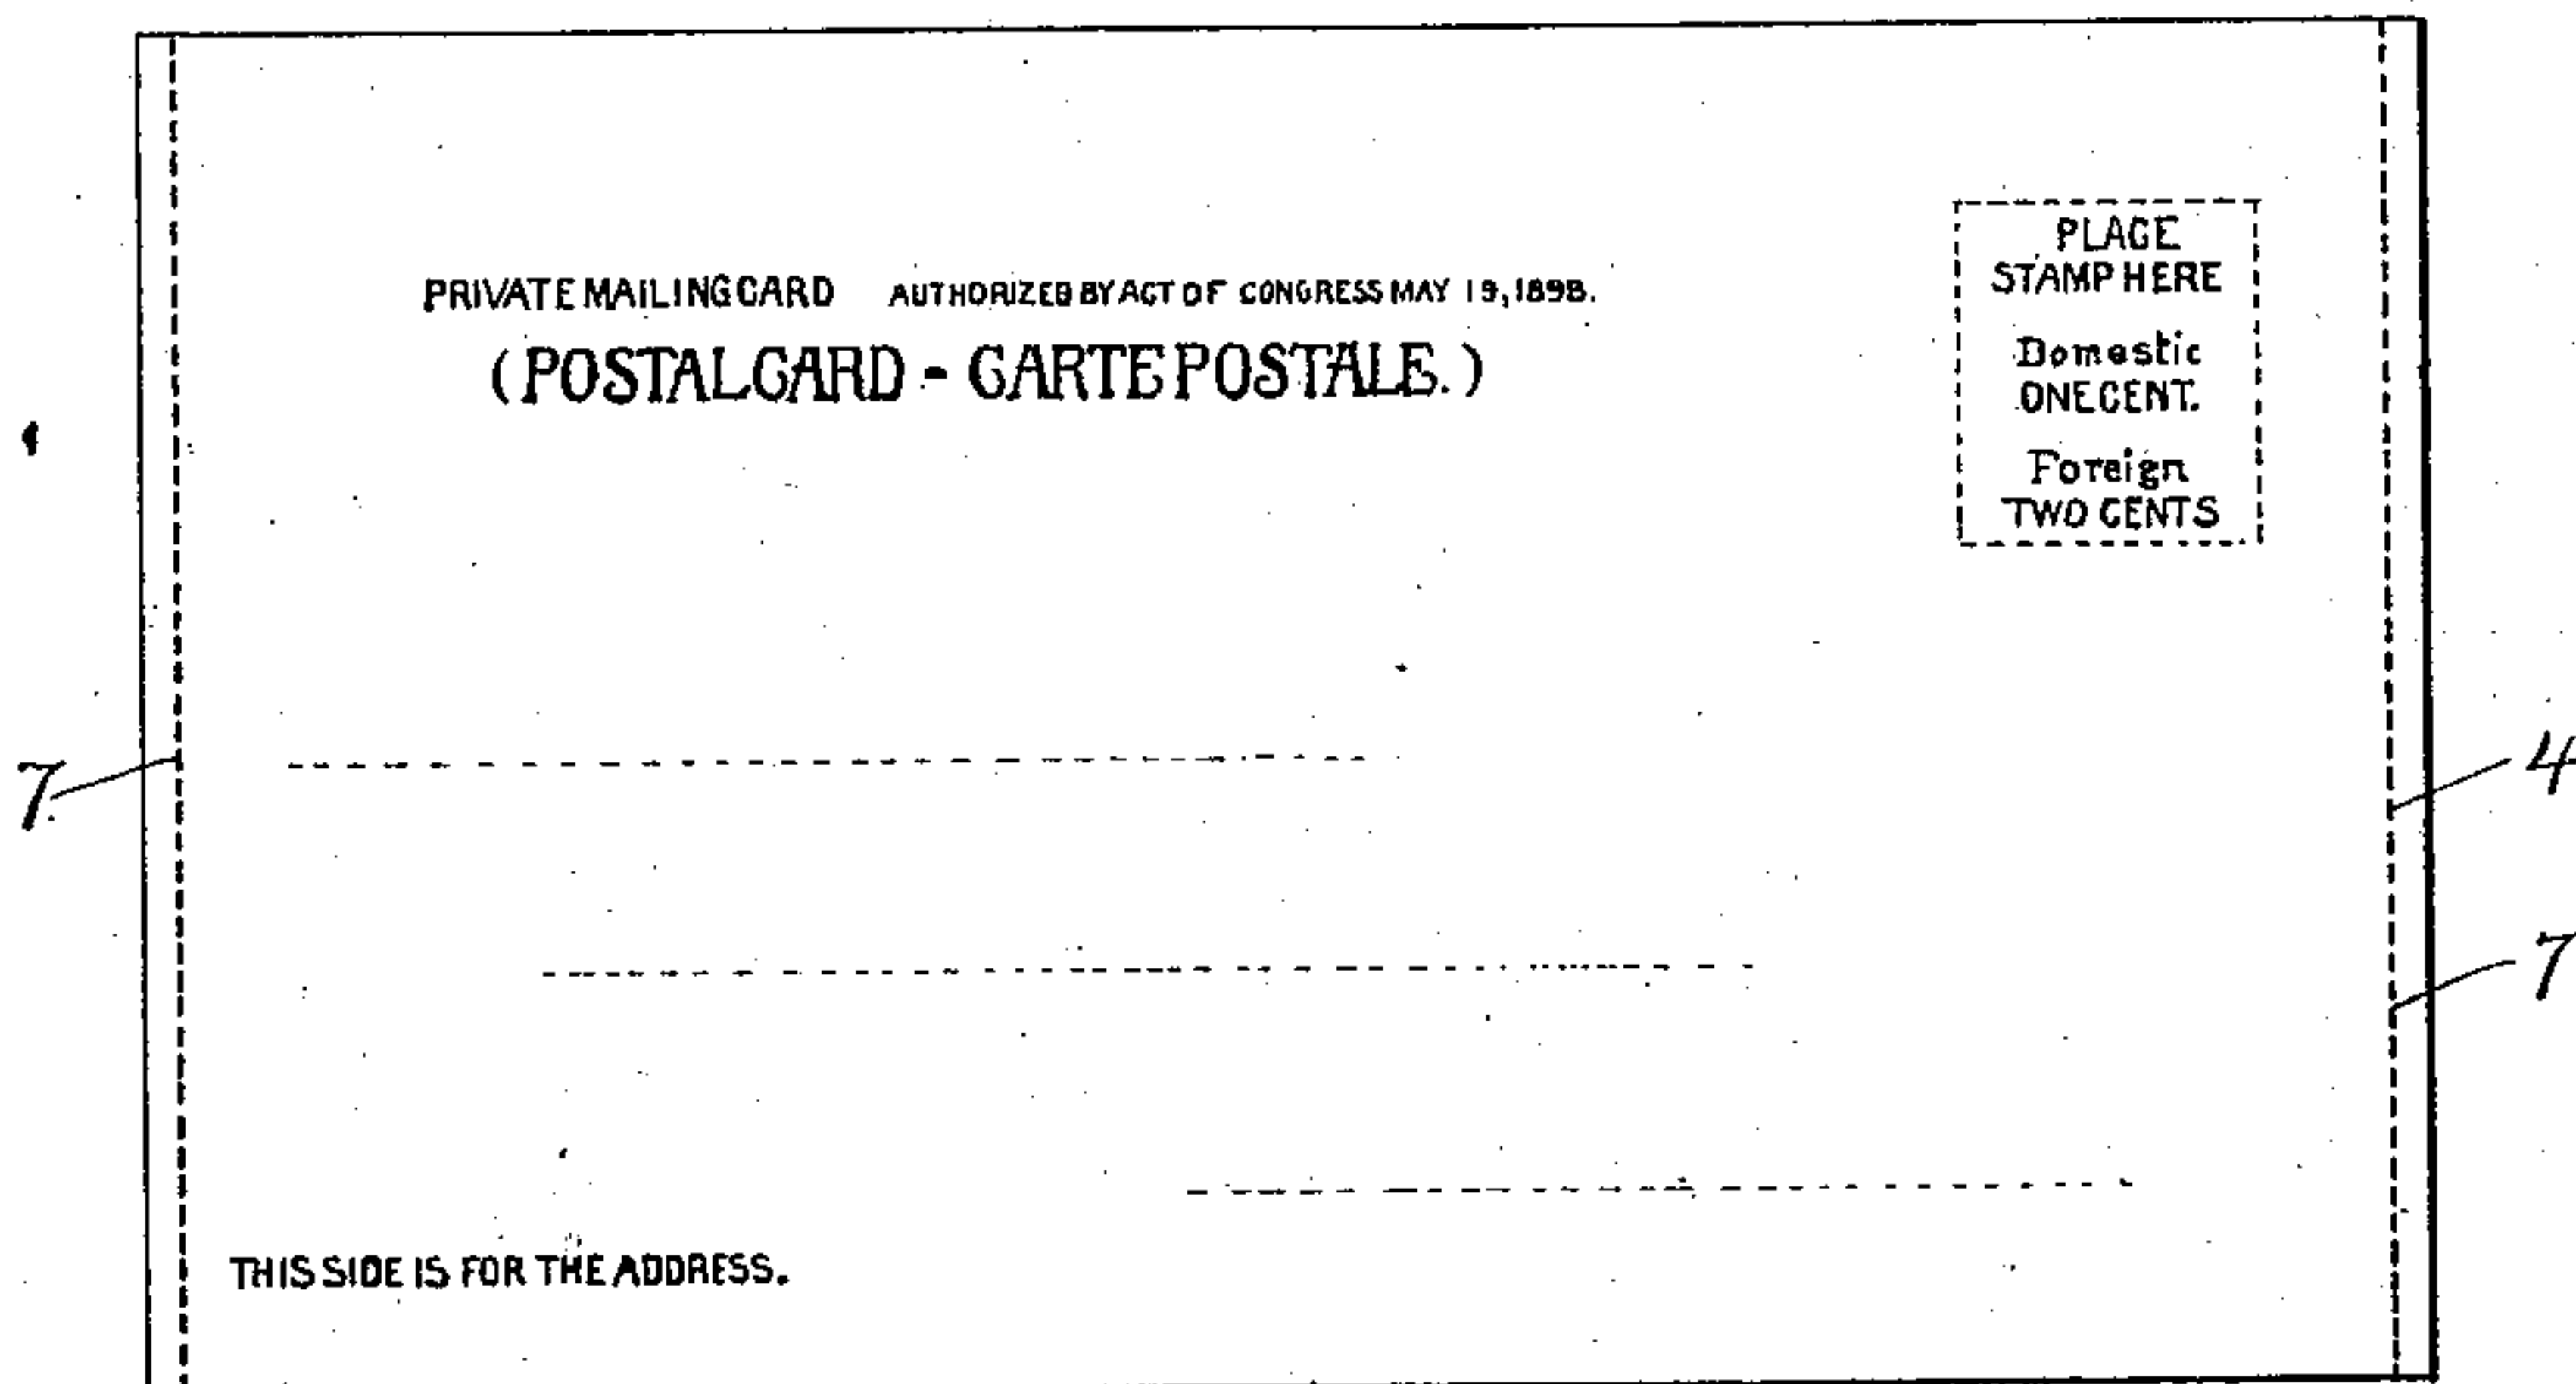 PLACE
STAMP HERE
PRIVATE MAILING CARD AUTHORIZED BY ACT OF CONGRESS MAY 19, 1898.
(POSTAL CARD - CARTE POSTALE.)
Domestic
ONE CENT.
Foreign
TWO CENTS
7
4
7
THIS SIDE IS FOR THE ADDRESS.